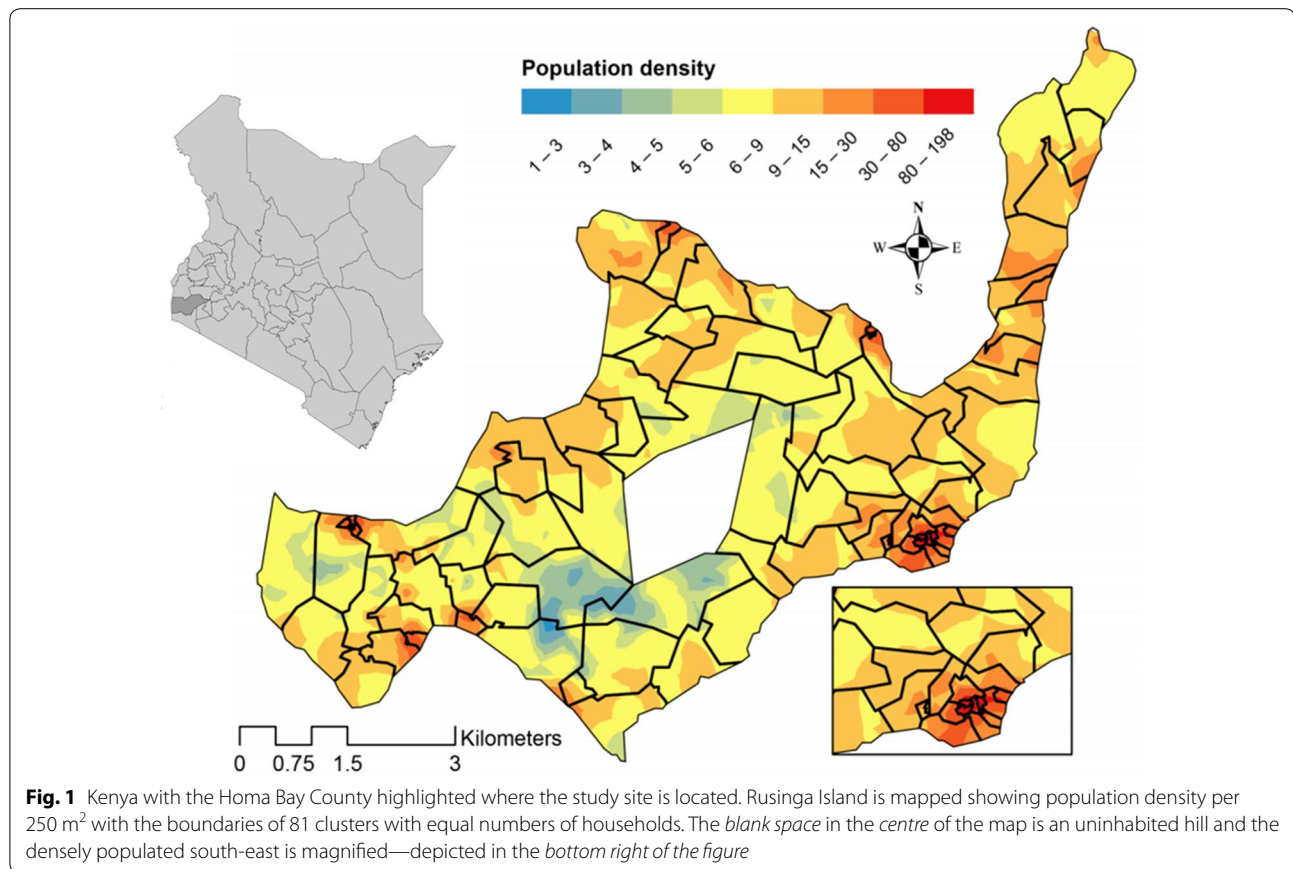 Population density
1 – 3
3 – 4
4 – 5
5 – 6
6 – 9
9 – 15
15 – 30
30 – 80
80 – 198
N
W E
S
Kilometers
0 0.75 1.5 3
Fig. 1 Kenya with the Homa Bay County highlighted where the study site is located. Rusinga Island is mapped showing population density per
250 m² with the boundaries of 81 clusters with equal numbers of households. The blank space in the centre of the map is an uninhabited hill and the
densely populated south-east is magnified—depicted in the bottom right of the figure